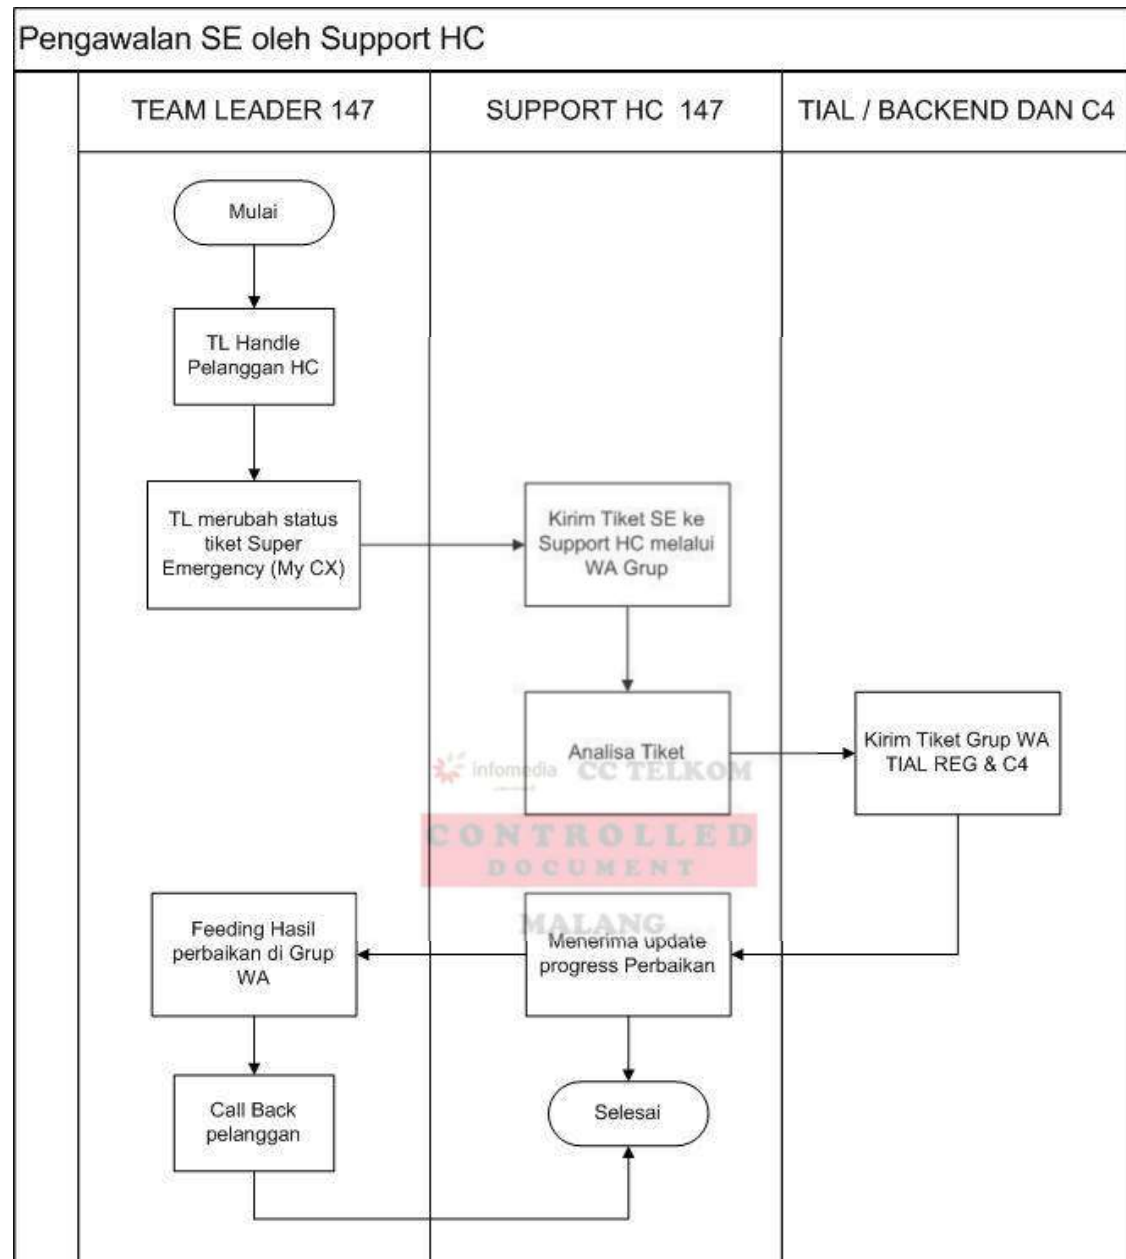 Pengawalan SE oleh Support HC
TEAM LEADER 147
SUPPORT HC 147
TIAL / BACKEND DAN C4
Mulai
TL Handle
Pelanggan HC
TL merubah status
tiket Super
Emergency (My CX)
Kirim Tiket SE ke
Support HC melalui
WA Grup
Analisa Tiket
Kirim Tiket Grup WA
TIAL REG & C4
infomedia CC TELKOM
CONTROLLED
DOCUMENT
MALANG
Menerima update
progress Perbaikan
Feeding Hasil
perbaikan di Grup
WA
Call Back
pelanggan
Selesai